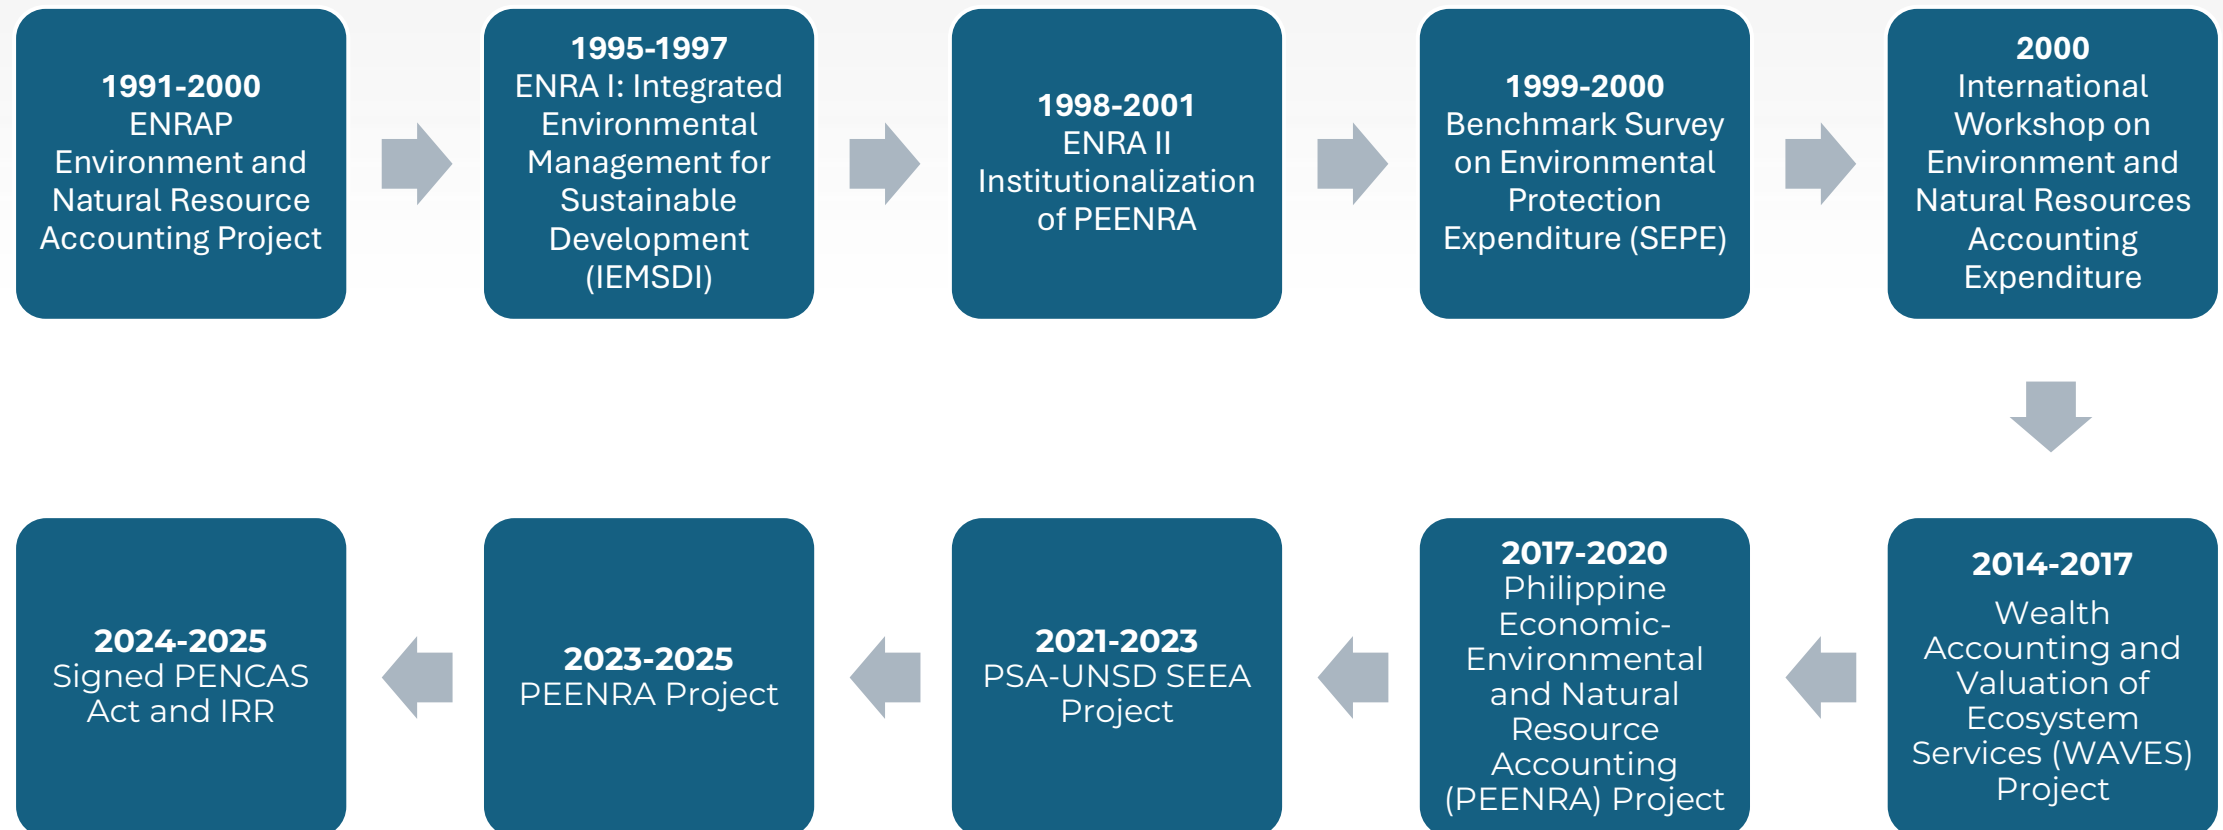 1991-2000
ENRAP
Environment and
Natural Resource
Accounting Project
1995-1997
ENRA I: Integrated
Environmental
Management for
Sustainable
Development
(IEMSDI)
1998-2001
ENRA II
Institutionalization
of PEENRA
1999-2000
Benchmark Survey
on Environmental
Protection
Expenditure (SEPE)
2000
International
Workshop on
Environment and
Natural Resources
Accounting
Expenditure
2014-2017
Wealth
Accounting and
Valuation of
Ecosystem
Services (WAVES)
Project
2017-2020
Philippine
Economic-
Environmental
and Natural
Resource
Accounting
(PEENRA) Project
2021-2023
PSA-UNSD SEEA
Project
2023-2025
PEENRA Project
2024-2025
Signed PENCAS
Act and IRR